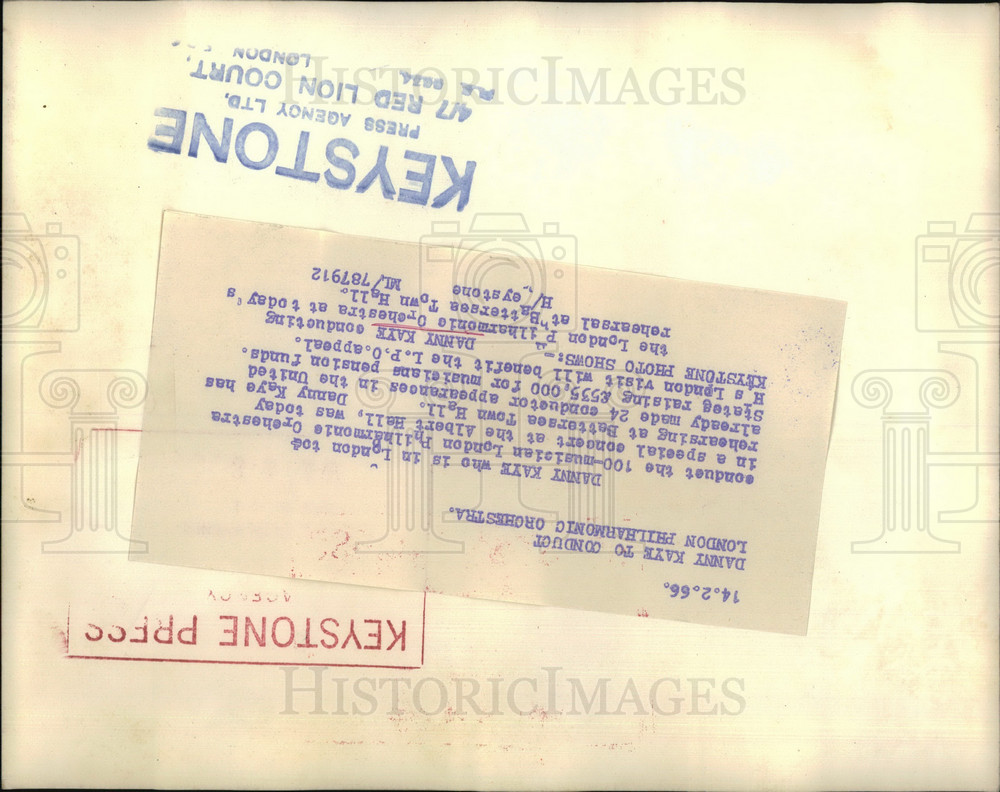 14.2.66.
DANNY KAYE TO CONDUCT
LONDON PHILHARMONIC ORCHESTRA.
DANNY KAYE who is in London to
conduct the 100-musician London Philharmonic Orchestra
in a special concert at the Albert Hall, was today
rehearsing at Battersea Town Hall. Danny Kaye has
already made 24 conductor appearances in the United
States raising £535,000 for musicians pension funds.
H's London visit will benefit the L.P.O. appeal.
KEYSTONE PHOTO SHOWS:- DANNY KAYE conducting
the London Philharmonic Orchestra at today's
rehearsal at Battersea Town Hall.
H/ eystone ML/787912
KEYSTONE
PRESS AGENCY LTD,
4/7 RED LION COURT,
LONDON
KEYSTONE PRESS
AGENCY
HISTORICIMAGES
HISTORICIMAGES